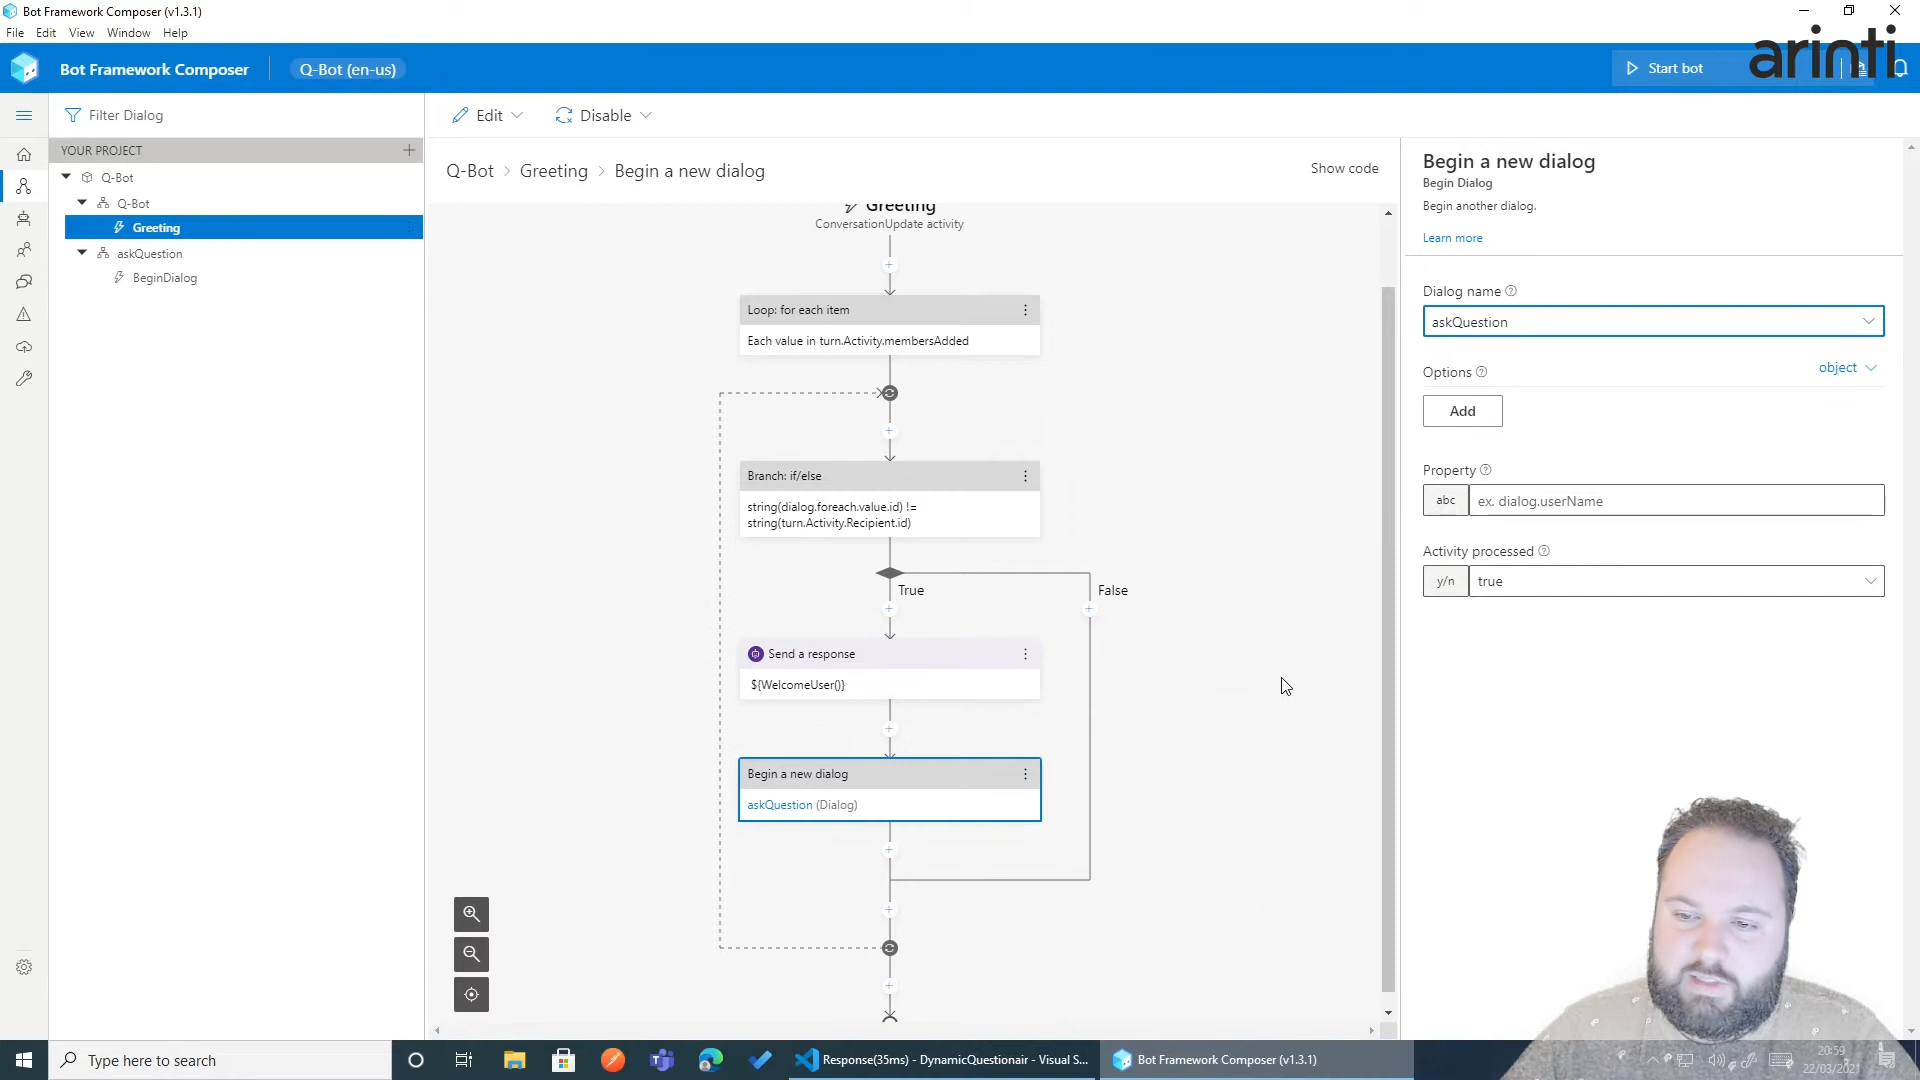 Bot Framework Composer (v1.3.1)
File Edit View Window Help
Bot Framework Composer
Q-Bot (en-us)
Start bot
arinti
Filter Dialog
Edit
Disable
YOUR PROJECT
Q-Bot
Q-Bot
Greeting
askQuestion
BeginDialog
Q-Bot > Greeting > Begin a new dialog
Show code
Greeting
ConversationUpdate activity
Loop: for each item
Each value in turn.Activity.membersAdded
Branch: if/else
string(dialog.foreach.value.id) !=
string(turn.Activity.Recipient.id)
True
False
Send a response
${WelcomeUser()}
Begin a new dialog
askQuestion (Dialog)
Begin a new dialog
Begin Dialog
Begin another dialog.
Learn more
Dialog name
askQuestion
Options
object
Add
Property
abc
ex. dialog.userName
Activity processed
y/n
true
Type here to search
Response(35ms) - DynamicQuestionair - Visual S...
Bot Framework Composer (v1.3.1)
20:59
22/03/2021